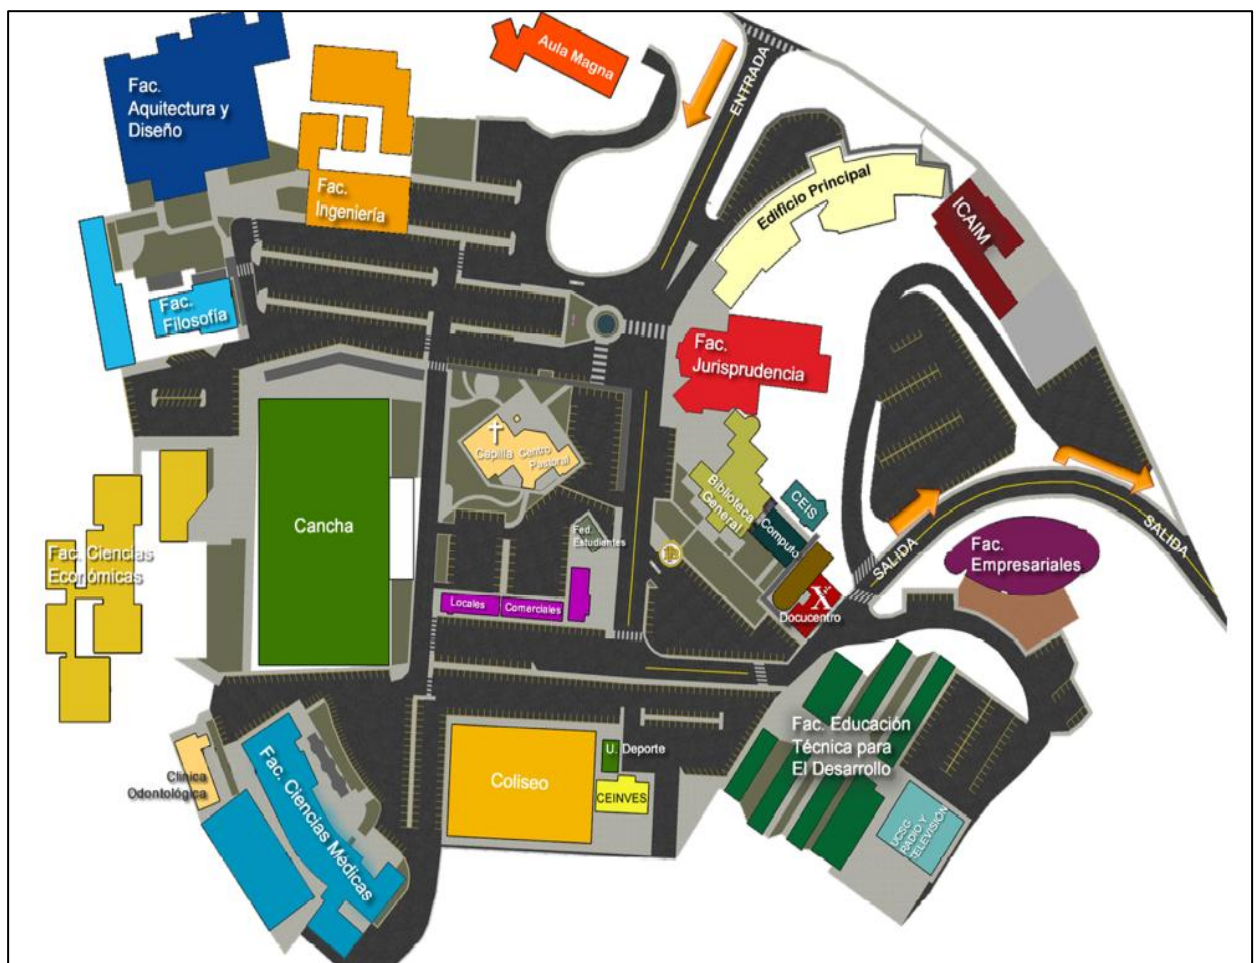 Aula Magna
ENTRADA
Fac.
Aquitectura y
Diseño
Fac.
Ingeniería
Edificio Principal
ICAIM
Fac.
Filosofía
Fac.
Jurisprudencia
Capilla
Centro
Pastoral
Biblioteca
General
CEIS
Computo
Cancha
Fed.
Estudiantes
SALIDA
SALIDA
Fac.
Empresariales
Fac. Ciencias
Económicas
Locales
Comerciales
X
Docucentro
Fac. Educación
Técnica para
El Desarrollo
U. Deporte
Coliseo
CEINVES
Clínica
Odontológica
Fac. Ciencias Médicas
UCSG
RADIO Y
TELEVISIÓN